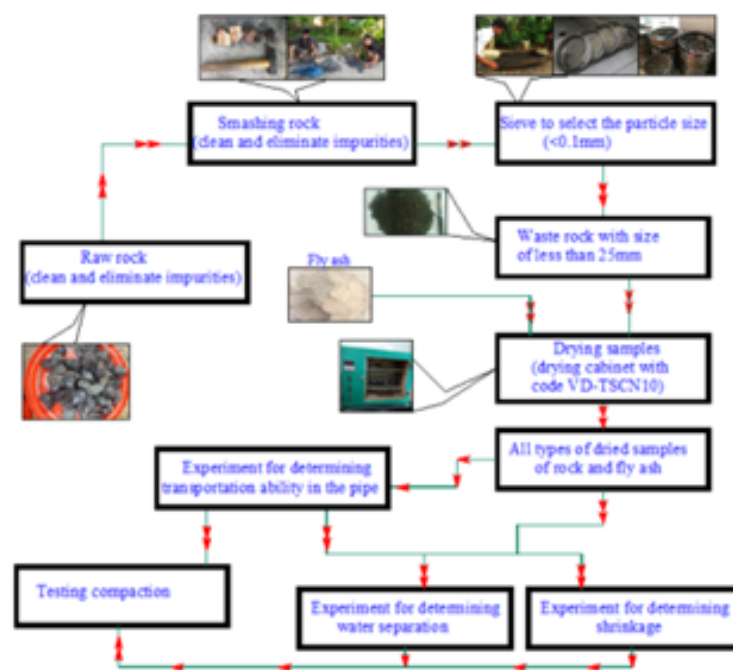 Smashing rock
(clean and eliminate impurities)
Sieve to select the particle size
(<0.1mm)
Raw rock
(clean and eliminate impurities)
Waste rock with size
of less than 25mm
Fly ash
Drying samples
(drying cabinet with
code VD-TSCN10)
All types of dried samples
of rock and fly ash
Experiment for determining
transportation ability in the pipe
Testing compaction
Experiment for determining
water separation
Experiment for determining
shrinkage